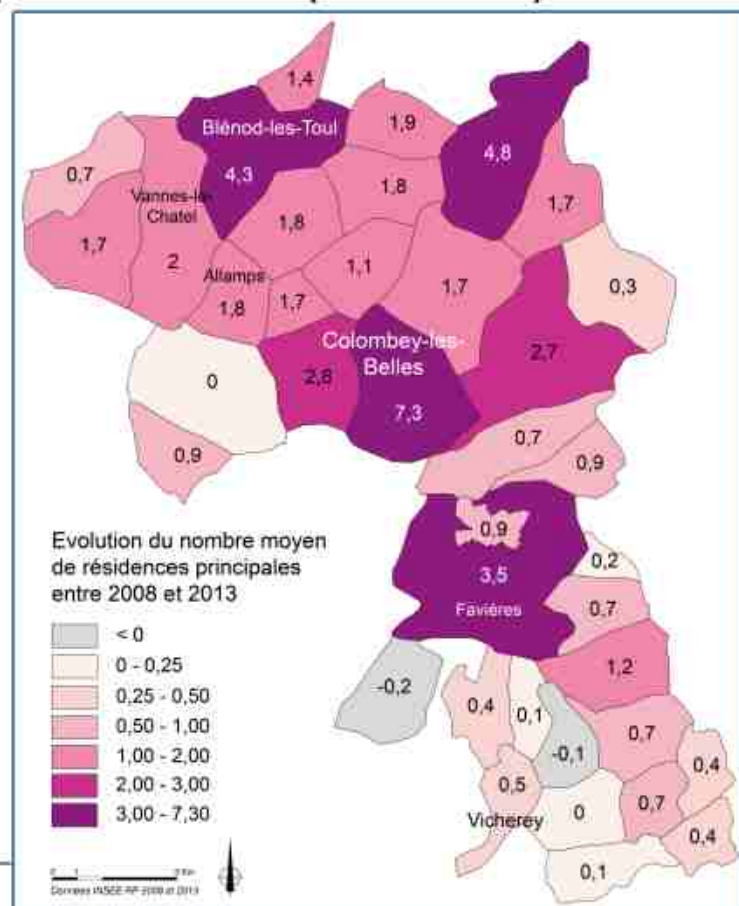 1,4
Blénod-les-Toul
1,9
4,8
4,3
0,7
Vannes-le-
Chatel
1,8
1,8
1,7
1,7
2
Allamps
1,1
1,7
0,3
1,8
1,7
Colombey-les-
Belles
2,8
2,7
0
7,3
0,7
0,9
0,9
0,9
3,5
Favières
0,2
0,7
Evolution du nombre moyen
de résidences principales
entre 2008 et 2013
< 0
0 - 0,25
0,25 - 0,50
0,50 - 1,00
1,00 - 2,00
2,00 - 3,00
3,00 - 7,30
1,2
-0,2
0,4
0,1
-0,1
0,7
0,4
0,5
Vicherey
0
0,7
0,4
0,1
Données INSEE RP 2008 et 2013